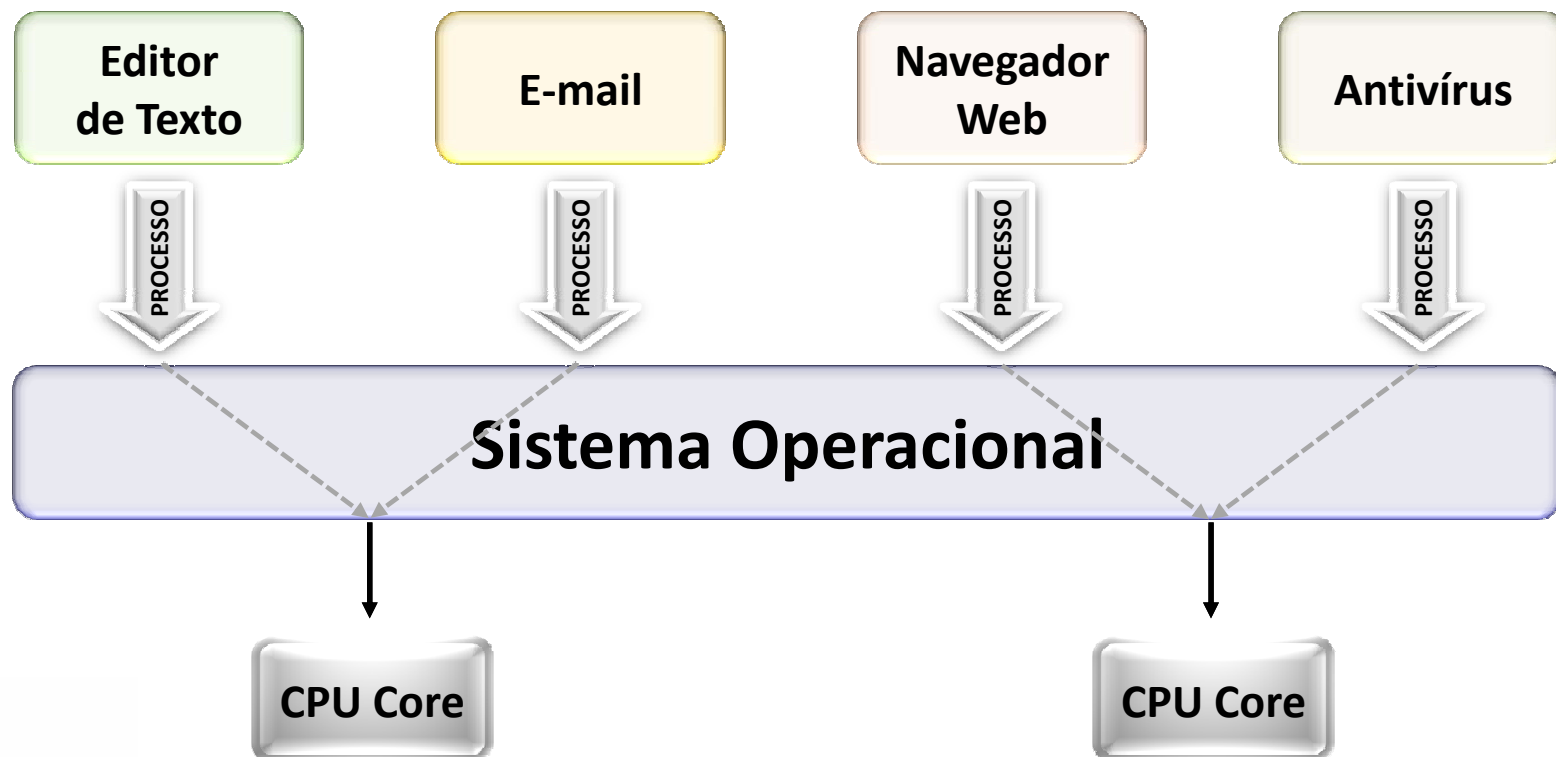 Editor
de Texto
E-mail
Navegador
Web
Antivírus
PROCESSO
PROCESSO
PROCESSO
PROCESSO
Sistema Operacional
CPU Core
CPU Core